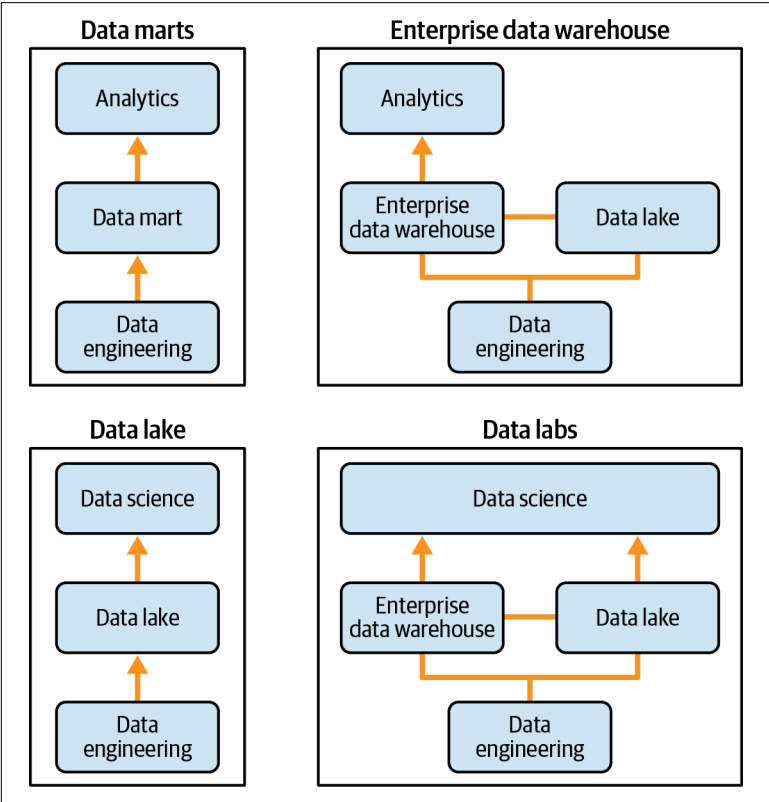 Data marts
Analytics
Data mart
Data
engineering
Enterprise data warehouse
Analytics
Enterprise
data warehouse
Data lake
Data
engineering
Data lake
Data science
Data lake
Data
engineering
Data labs
Data science
Enterprise
data warehouse
Data lake
Data
engineering